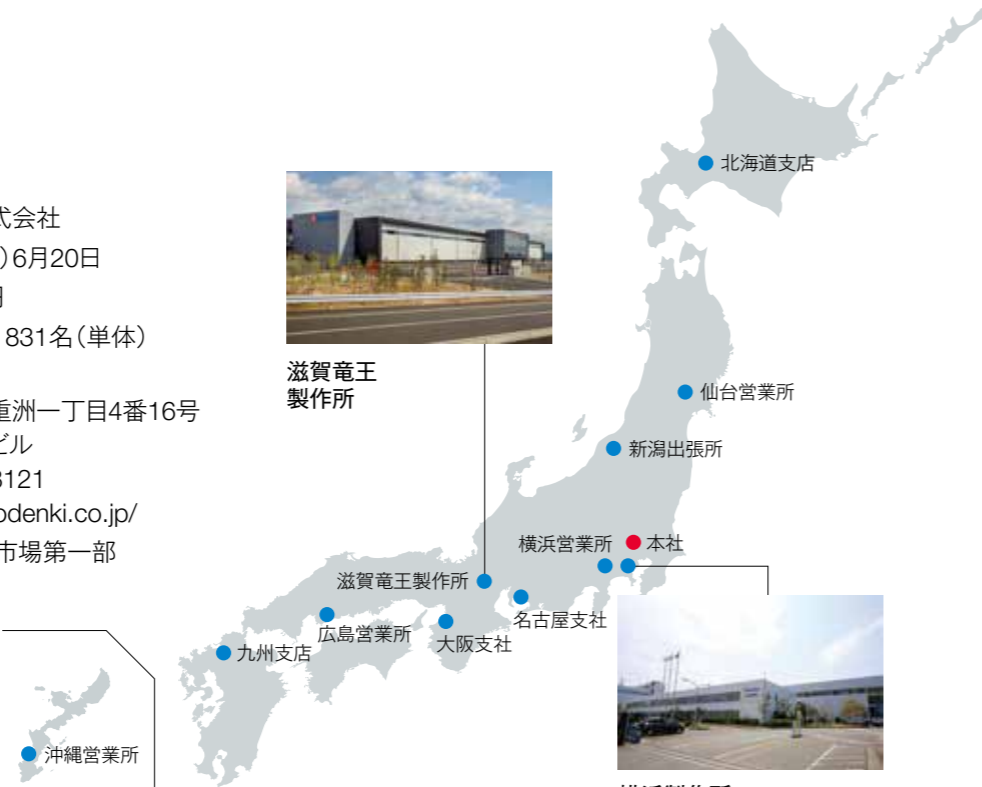 式会社
)6月20日
円
831名(単体)
重洲一丁目4番16号
ビル
3121
odenki.co.jp/
市場第一部
滋賀竜王
製作所
北海道支店
仙台営業所
新潟出張所
横浜営業所
本社
滋賀竜王製作所
名古屋支社
広島営業所
大阪支社
九州支店
沖縄営業所
横浜製作所